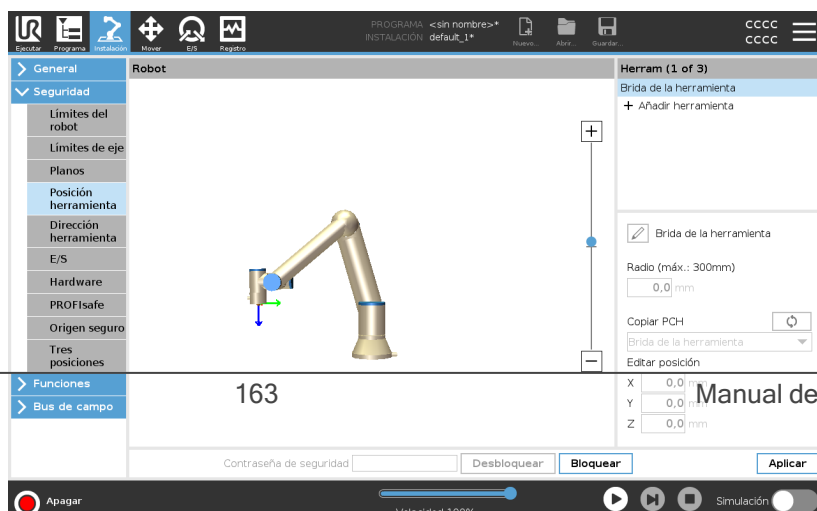 PROGRAMA <sin nombre>*
INSTALACIÓN default_1*
Ejecutar
Programa
Instalación
Mover
E/S
Registro
Nuevo...
Abrir...
Guardar...
cccc
cccc
General
Seguridad
Límites del
robot
Límites de eje
Planos
Posición
herramienta
Dirección
herramienta
E/S
Hardware
PROFIsafe
Origen seguro
Tres
posiciones
Funciones
Bus de campo
Robot
Herram (1 of 3)
Brida de la herramienta
+ Añadir herramienta
Brida de la herramienta
Radio (máx.: 300mm)
0,0 mm
Copiar PCH
Brida de la herramienta
Editar posición
X 0,0 mm
Y 0,0 mm
Z 0,0 mm
163
Manual de
Contraseña de seguridad
Desbloquear
Bloquear
Aplicar
Apagar
Velocidad 100%
Simulación